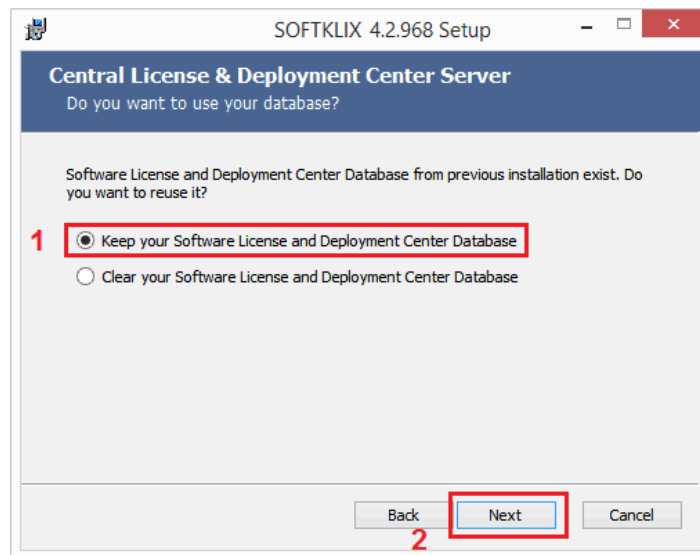 SOFTKLIX 4.2.968 Setup
Central License & Deployment Center Server
Do you want to use your database?
Software License and Deployment Center Database from previous installation exist. Do
you want to reuse it?
1 Keep your Software License and Deployment Center Database
Clear your Software License and Deployment Center Database
Back Next Cancel
2